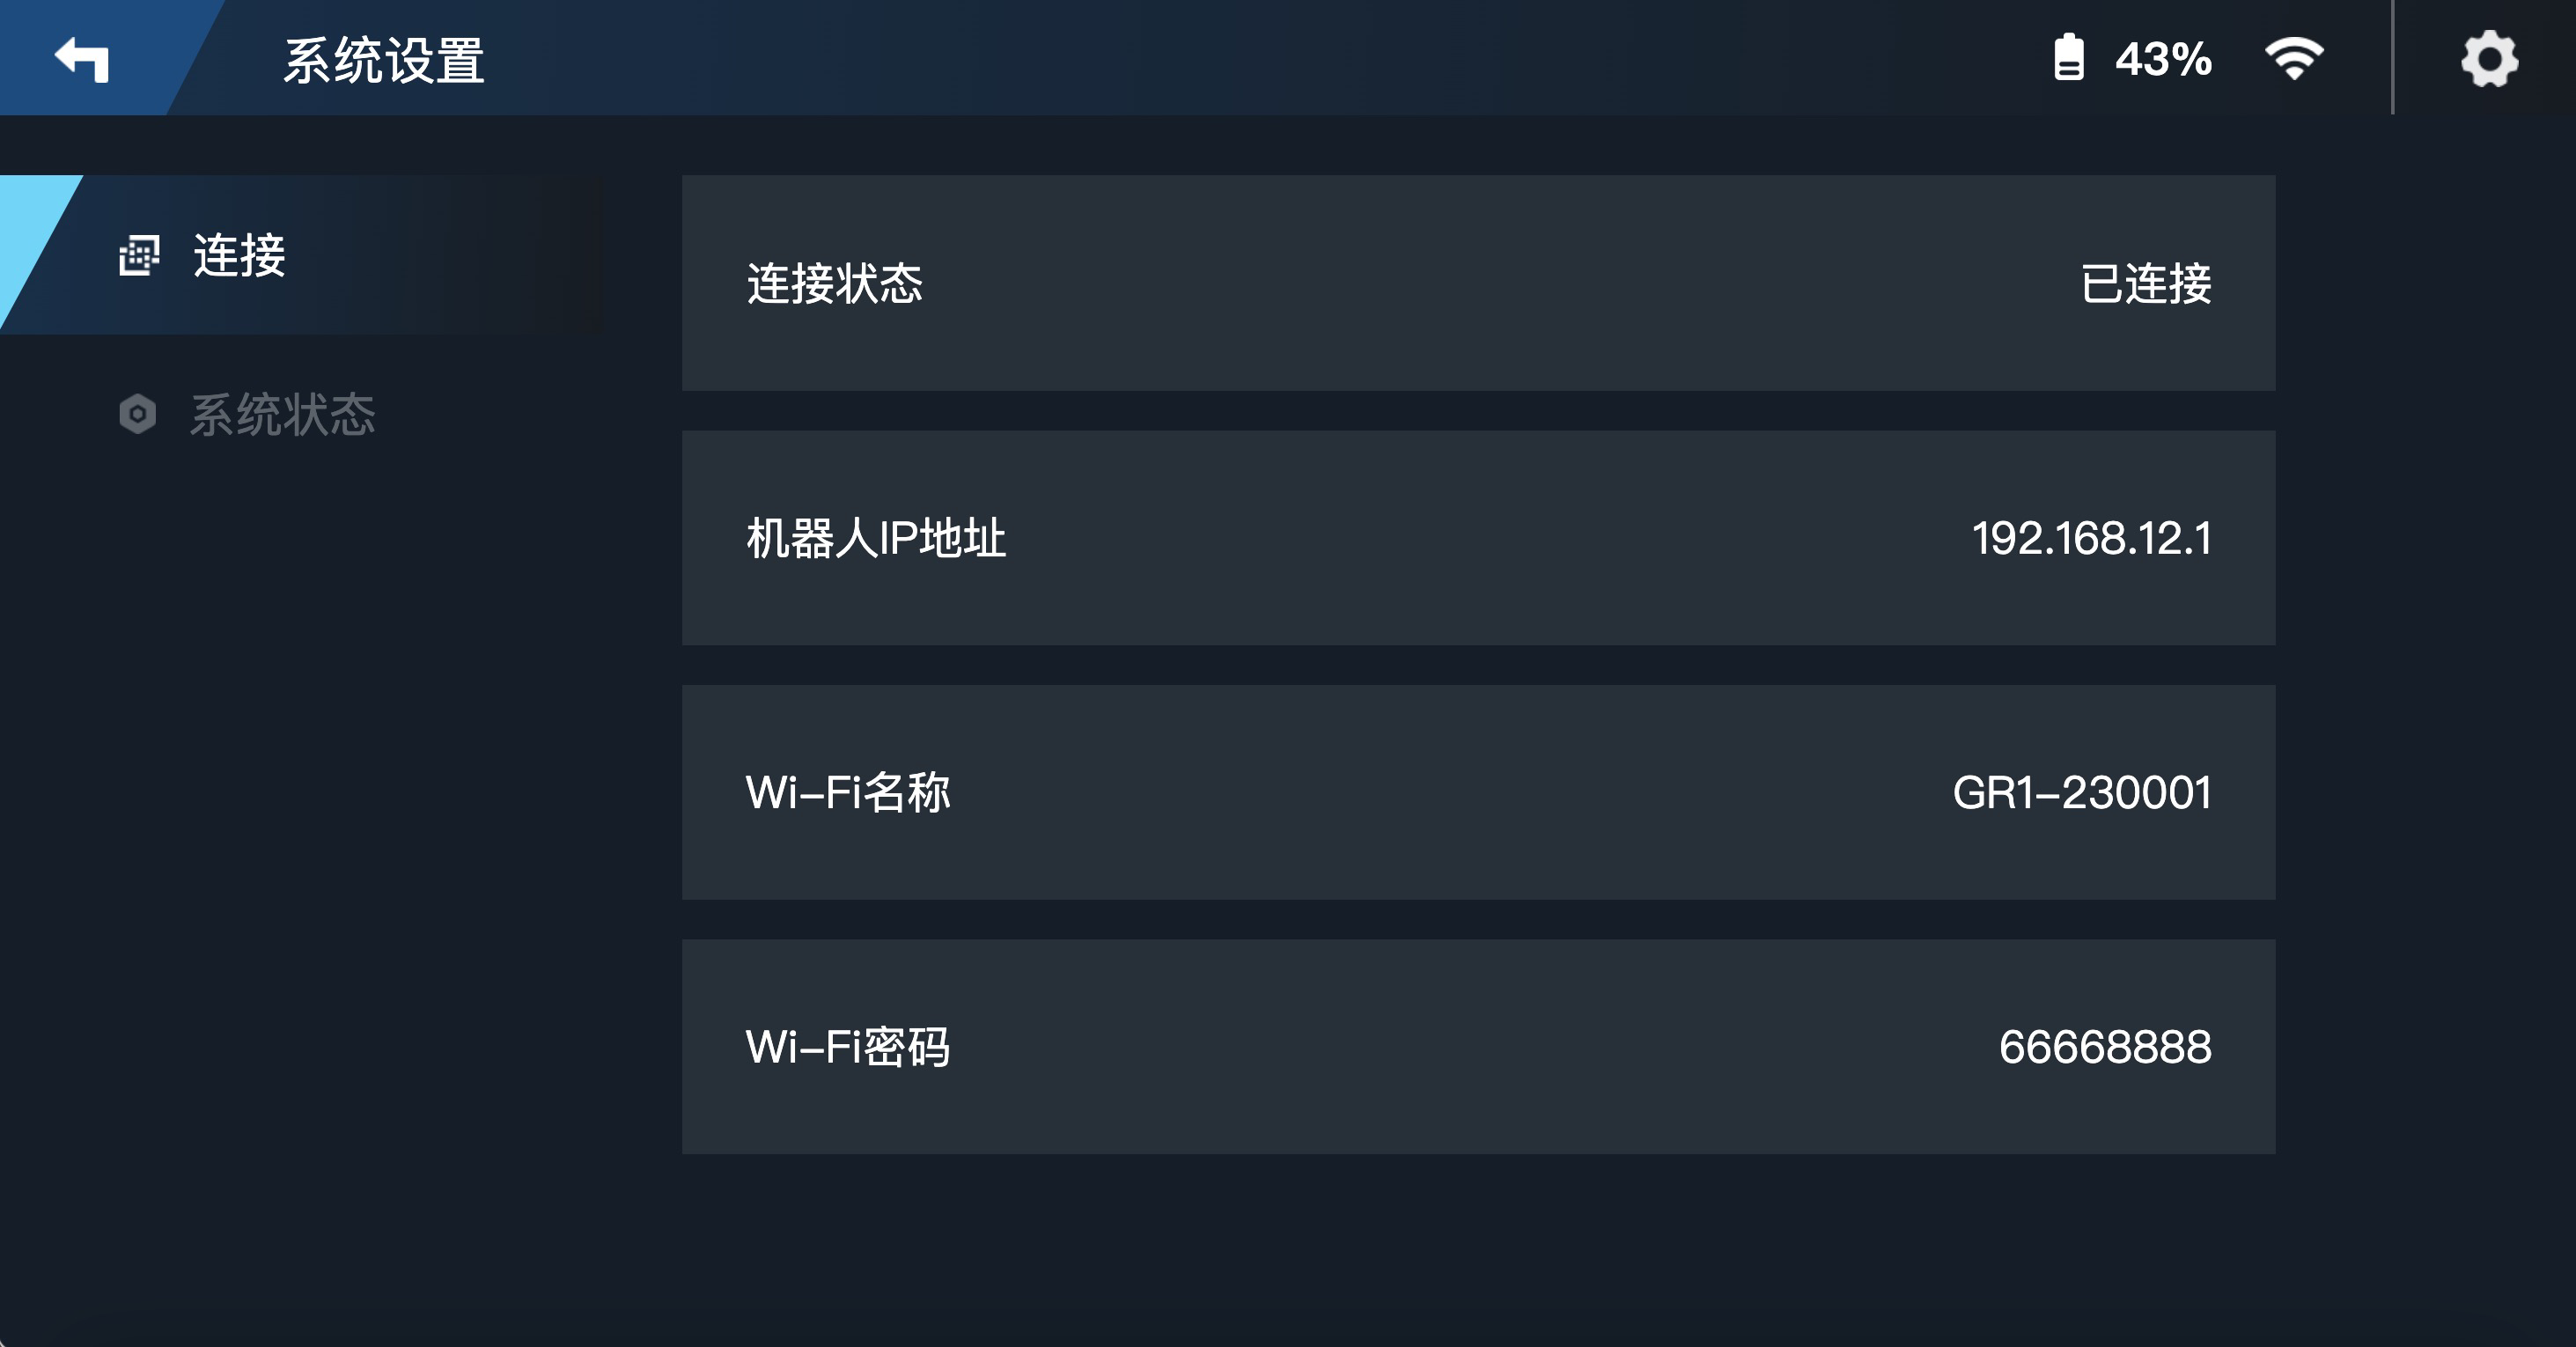 系统设置
43%
连接
系统状态
连接状态
已连接
机器人IP地址
192.168.12.1
Wi-Fi名称
GR1-230001
Wi-Fi密码
66668888